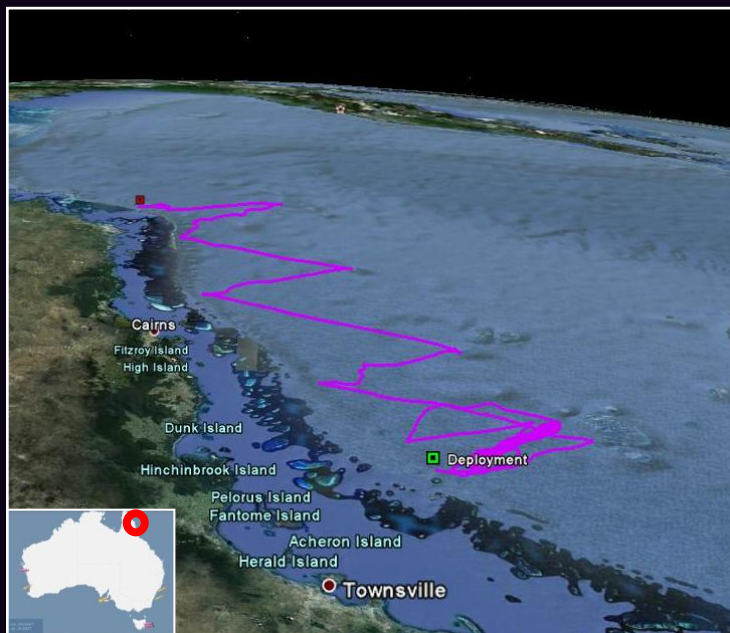 Cairns
Fitzroy Island
High Island
Dunk Island
Hinchinbrook Island
Deployment
Pelorus Island
Fantome Island
Acheron Island
Herald Island
Townsville